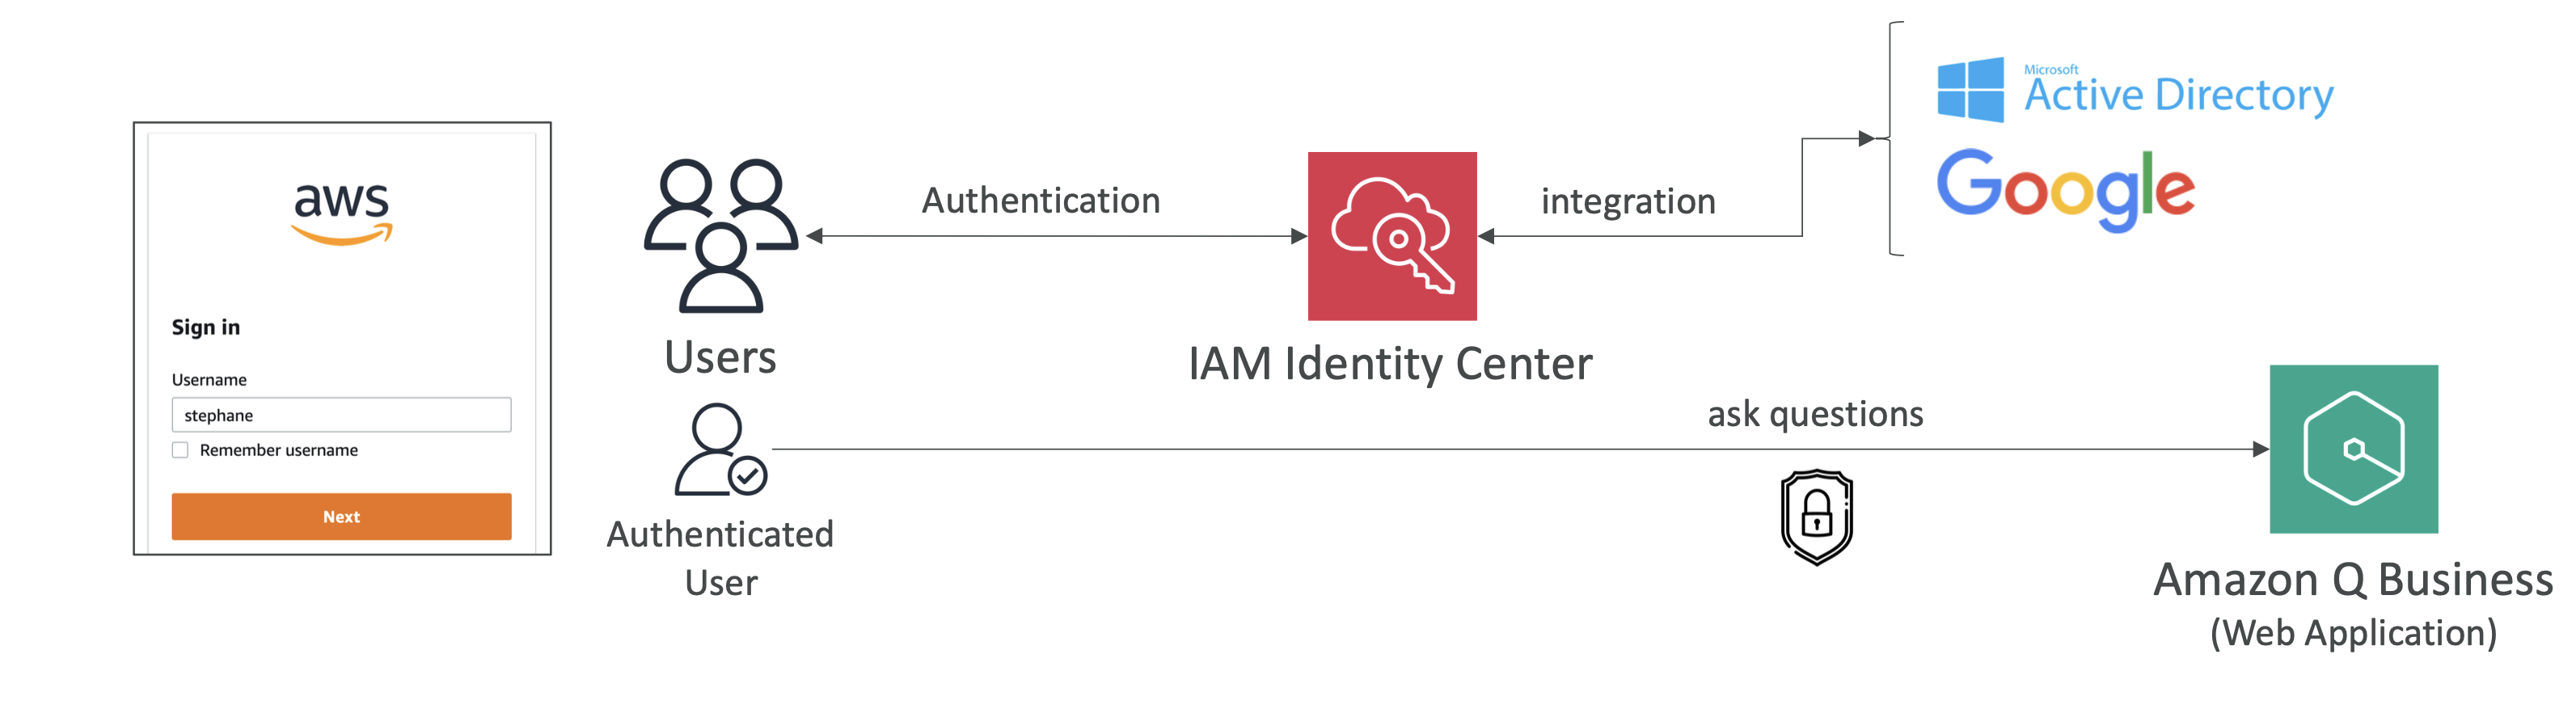 aws
Sign in
Username
stephane
Remember username
Next
Users
Authentication
IAM Identity Center
integration
Microsoft
Active Directory
Google
Authenticated
User
ask questions
Amazon Q Business
(Web Application)